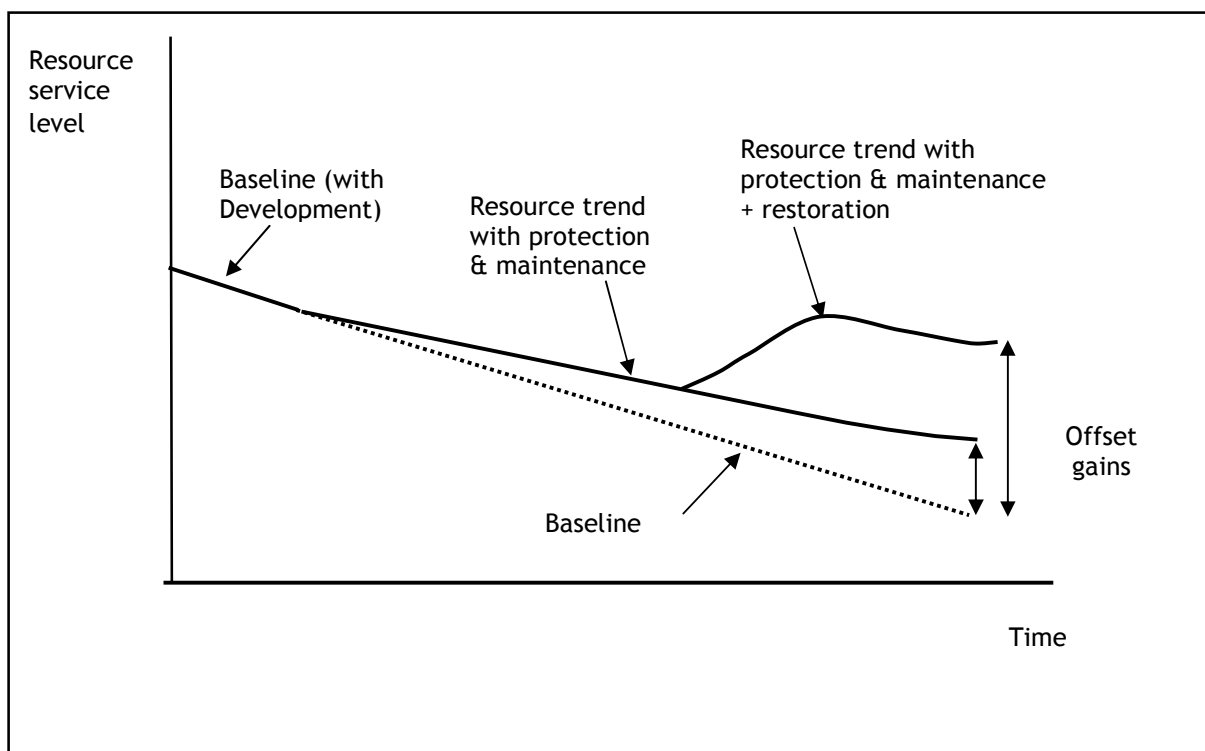 Resource
service
level
Baseline (with
Development)
Resource trend
with protection
& maintenance
Resource trend with
protection & maintenance
+ restoration
Offset
gains
Baseline
Time